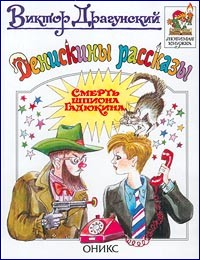 Виктор Драгунский
ЛЮБИМАЯ
КНИЖКА
Денискины рассказы
СМЕРТЬ
ШПИОНА
ГАДЮКИНА
ОНИКС